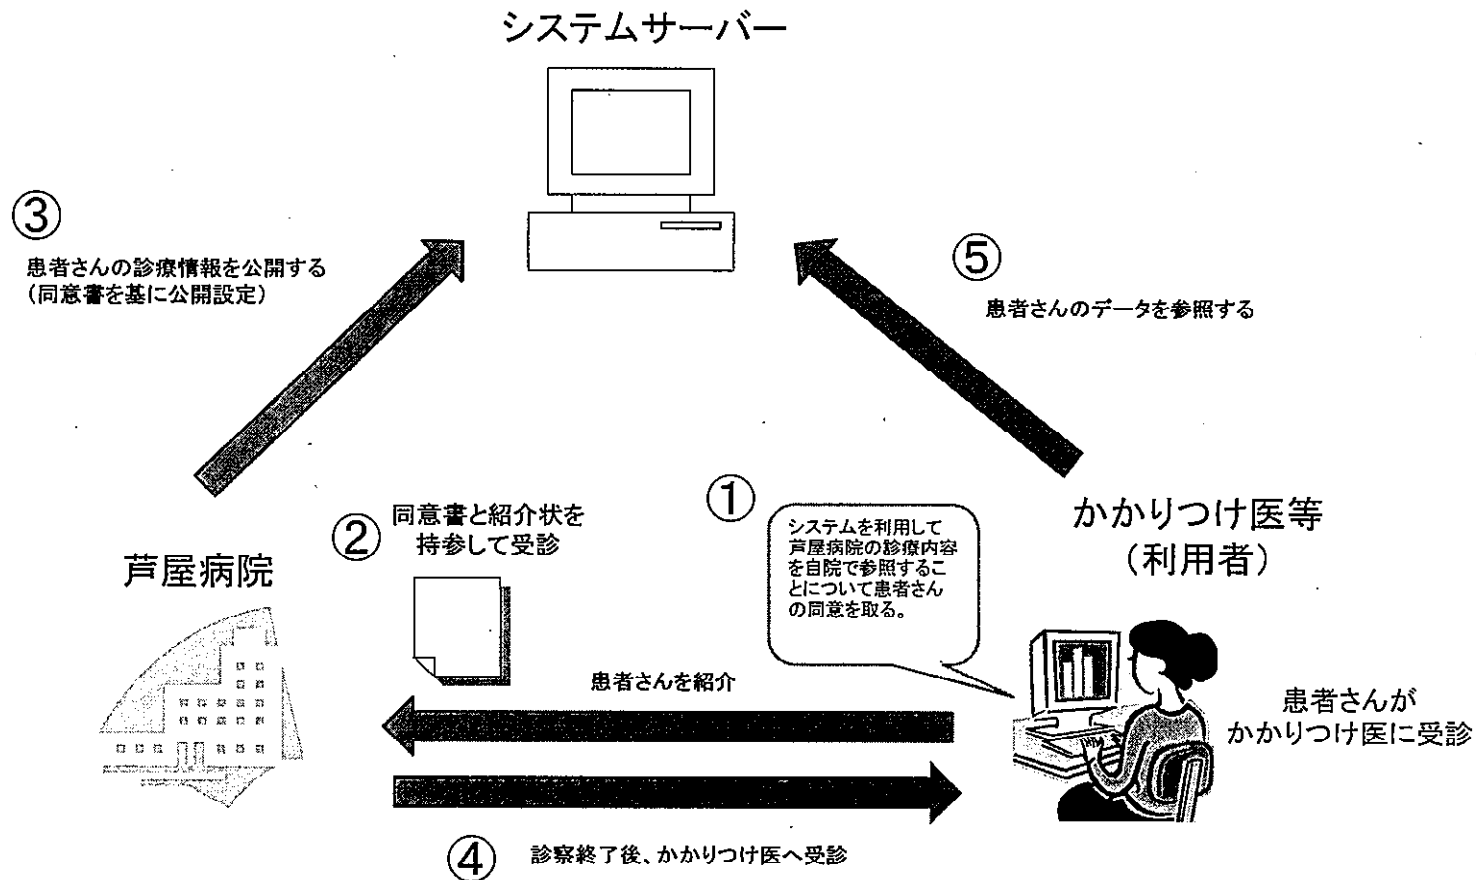 システムサーバー
③
患者さんの診療情報を公開する
(同意書を基に公開設定)
⑤
患者さんのデータを参照する
①
システムを利用して
芦屋病院の診療内容
を自院で参照するこ
とについて患者さん
の同意を取る。
かかりつけ医等
(利用者)
②
同意書と紹介状を
持参して受診
芦屋病院
患者さんを紹介
患者さんが
かかりつけ医に受診
④
診察終了後、かかりつけ医へ受診